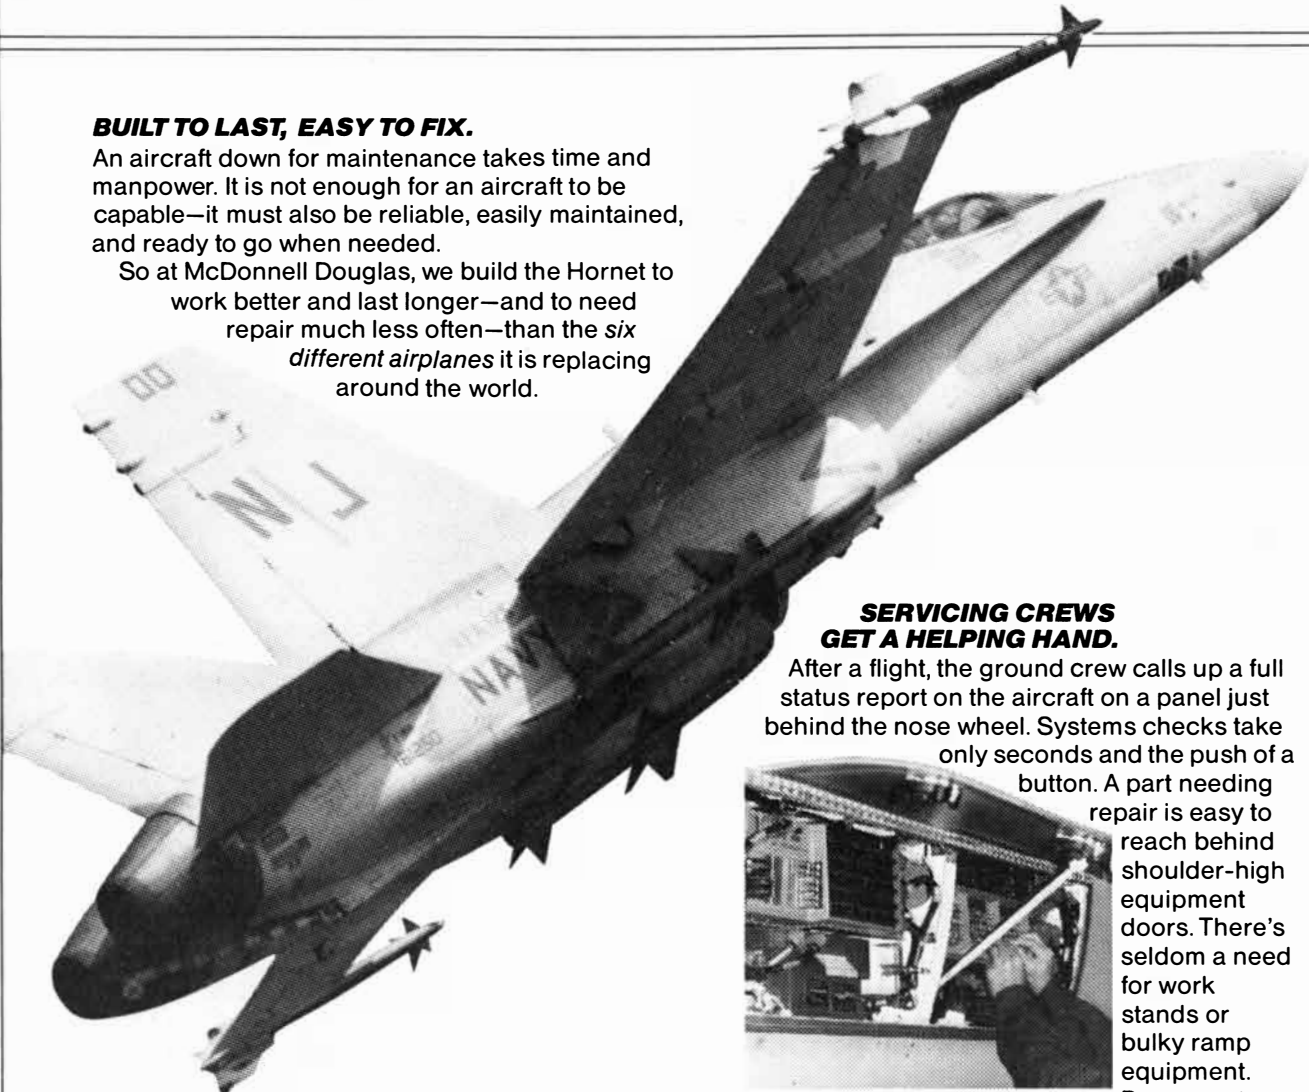 BUILT TO LAST, EASY TO FIX.
An aircraft down for maintenance takes time and
manpower. It is not enough for an aircraft to be
capable—it must also be reliable, easily maintained,
and ready to go when needed.
So at McDonnell Douglas, we build the Hornet to
work better and last longer—and to need
repair much less often—than the six
different airplanes it is replacing
around the world.
00
NJ
NAVY
SERVICING CREWS
GET A HELPING HAND.
After a flight, the ground crew calls up a full
status report on the aircraft on a panel just
behind the nose wheel. Systems checks take
only seconds and the push of a
button. A part needing
repair is easy to
reach behind
shoulder-high
equipment
doors. There's
seldom a need
for work
stands or
bulky ramp
equipment.